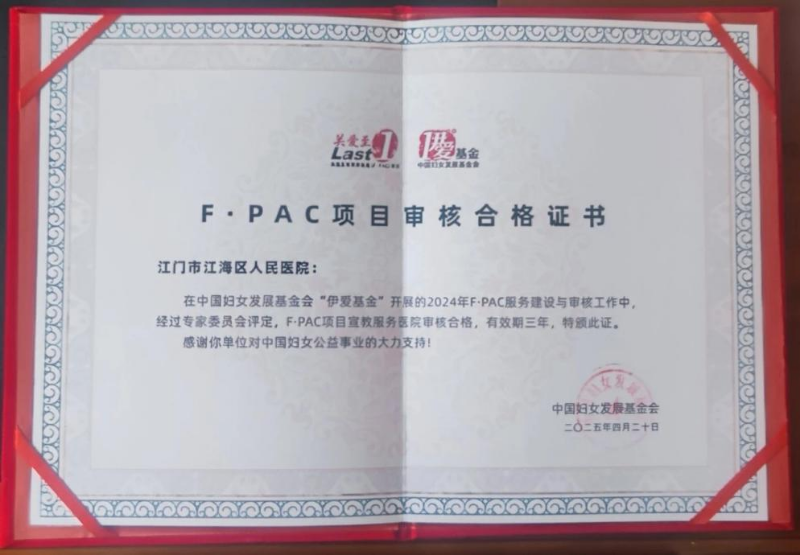 关爱至
Last 1
伊爱
基金
中国妇女发展基金会
F·PAC项目审核合格证书
江门市江海区人民医院：
在中国妇女发展基金会“伊爱基金”开展的2024年F·PAC服务建设与审核工作中，
经过专家委员会评定，F·PAC项目宣教服务医院审核合格，有效期三年，特颁此证。
感谢你单位对中国妇女公益事业的大力支持！
中国妇女发展基金会
二〇二五年四月二十日